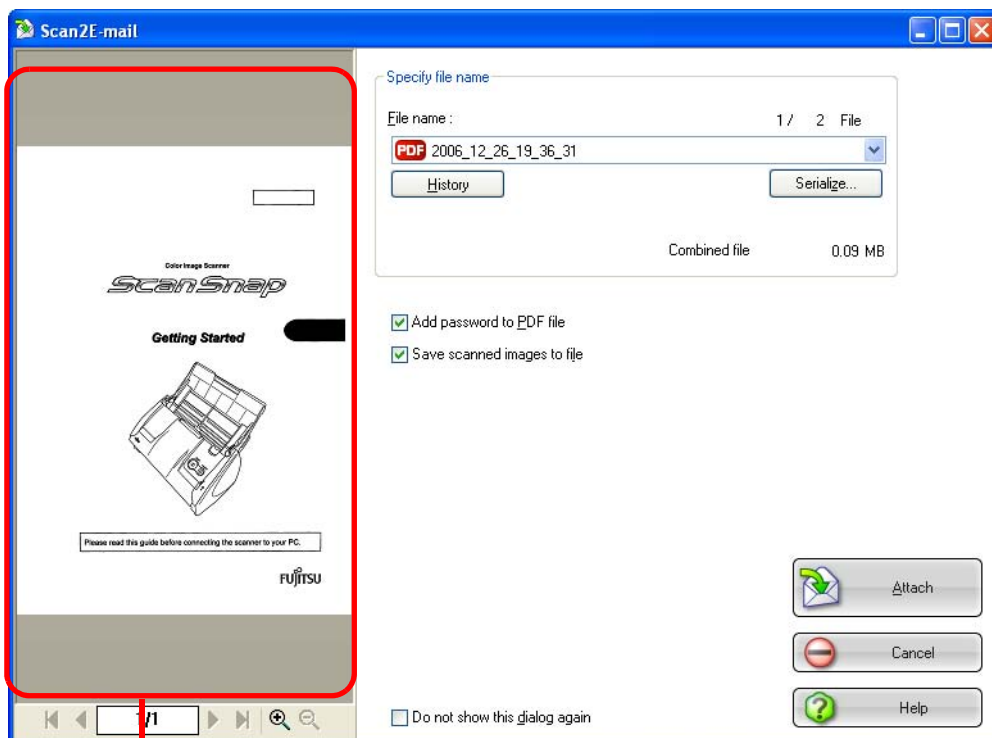 Scan2E-mail
Color Image Scanner
ScanSnap
Getting Started
Please read this guide before connecting the scanner to your PC.
FUJITSU
1/1
Specify file name
File name :
1 / 2 File
PDF 2006_12_26_19_36_31
History
Serialize...
Combined file 0.09 MB
Add password to PDF file
Save scanned images to file
Attach
Cancel
Help
Do not show this dialog again